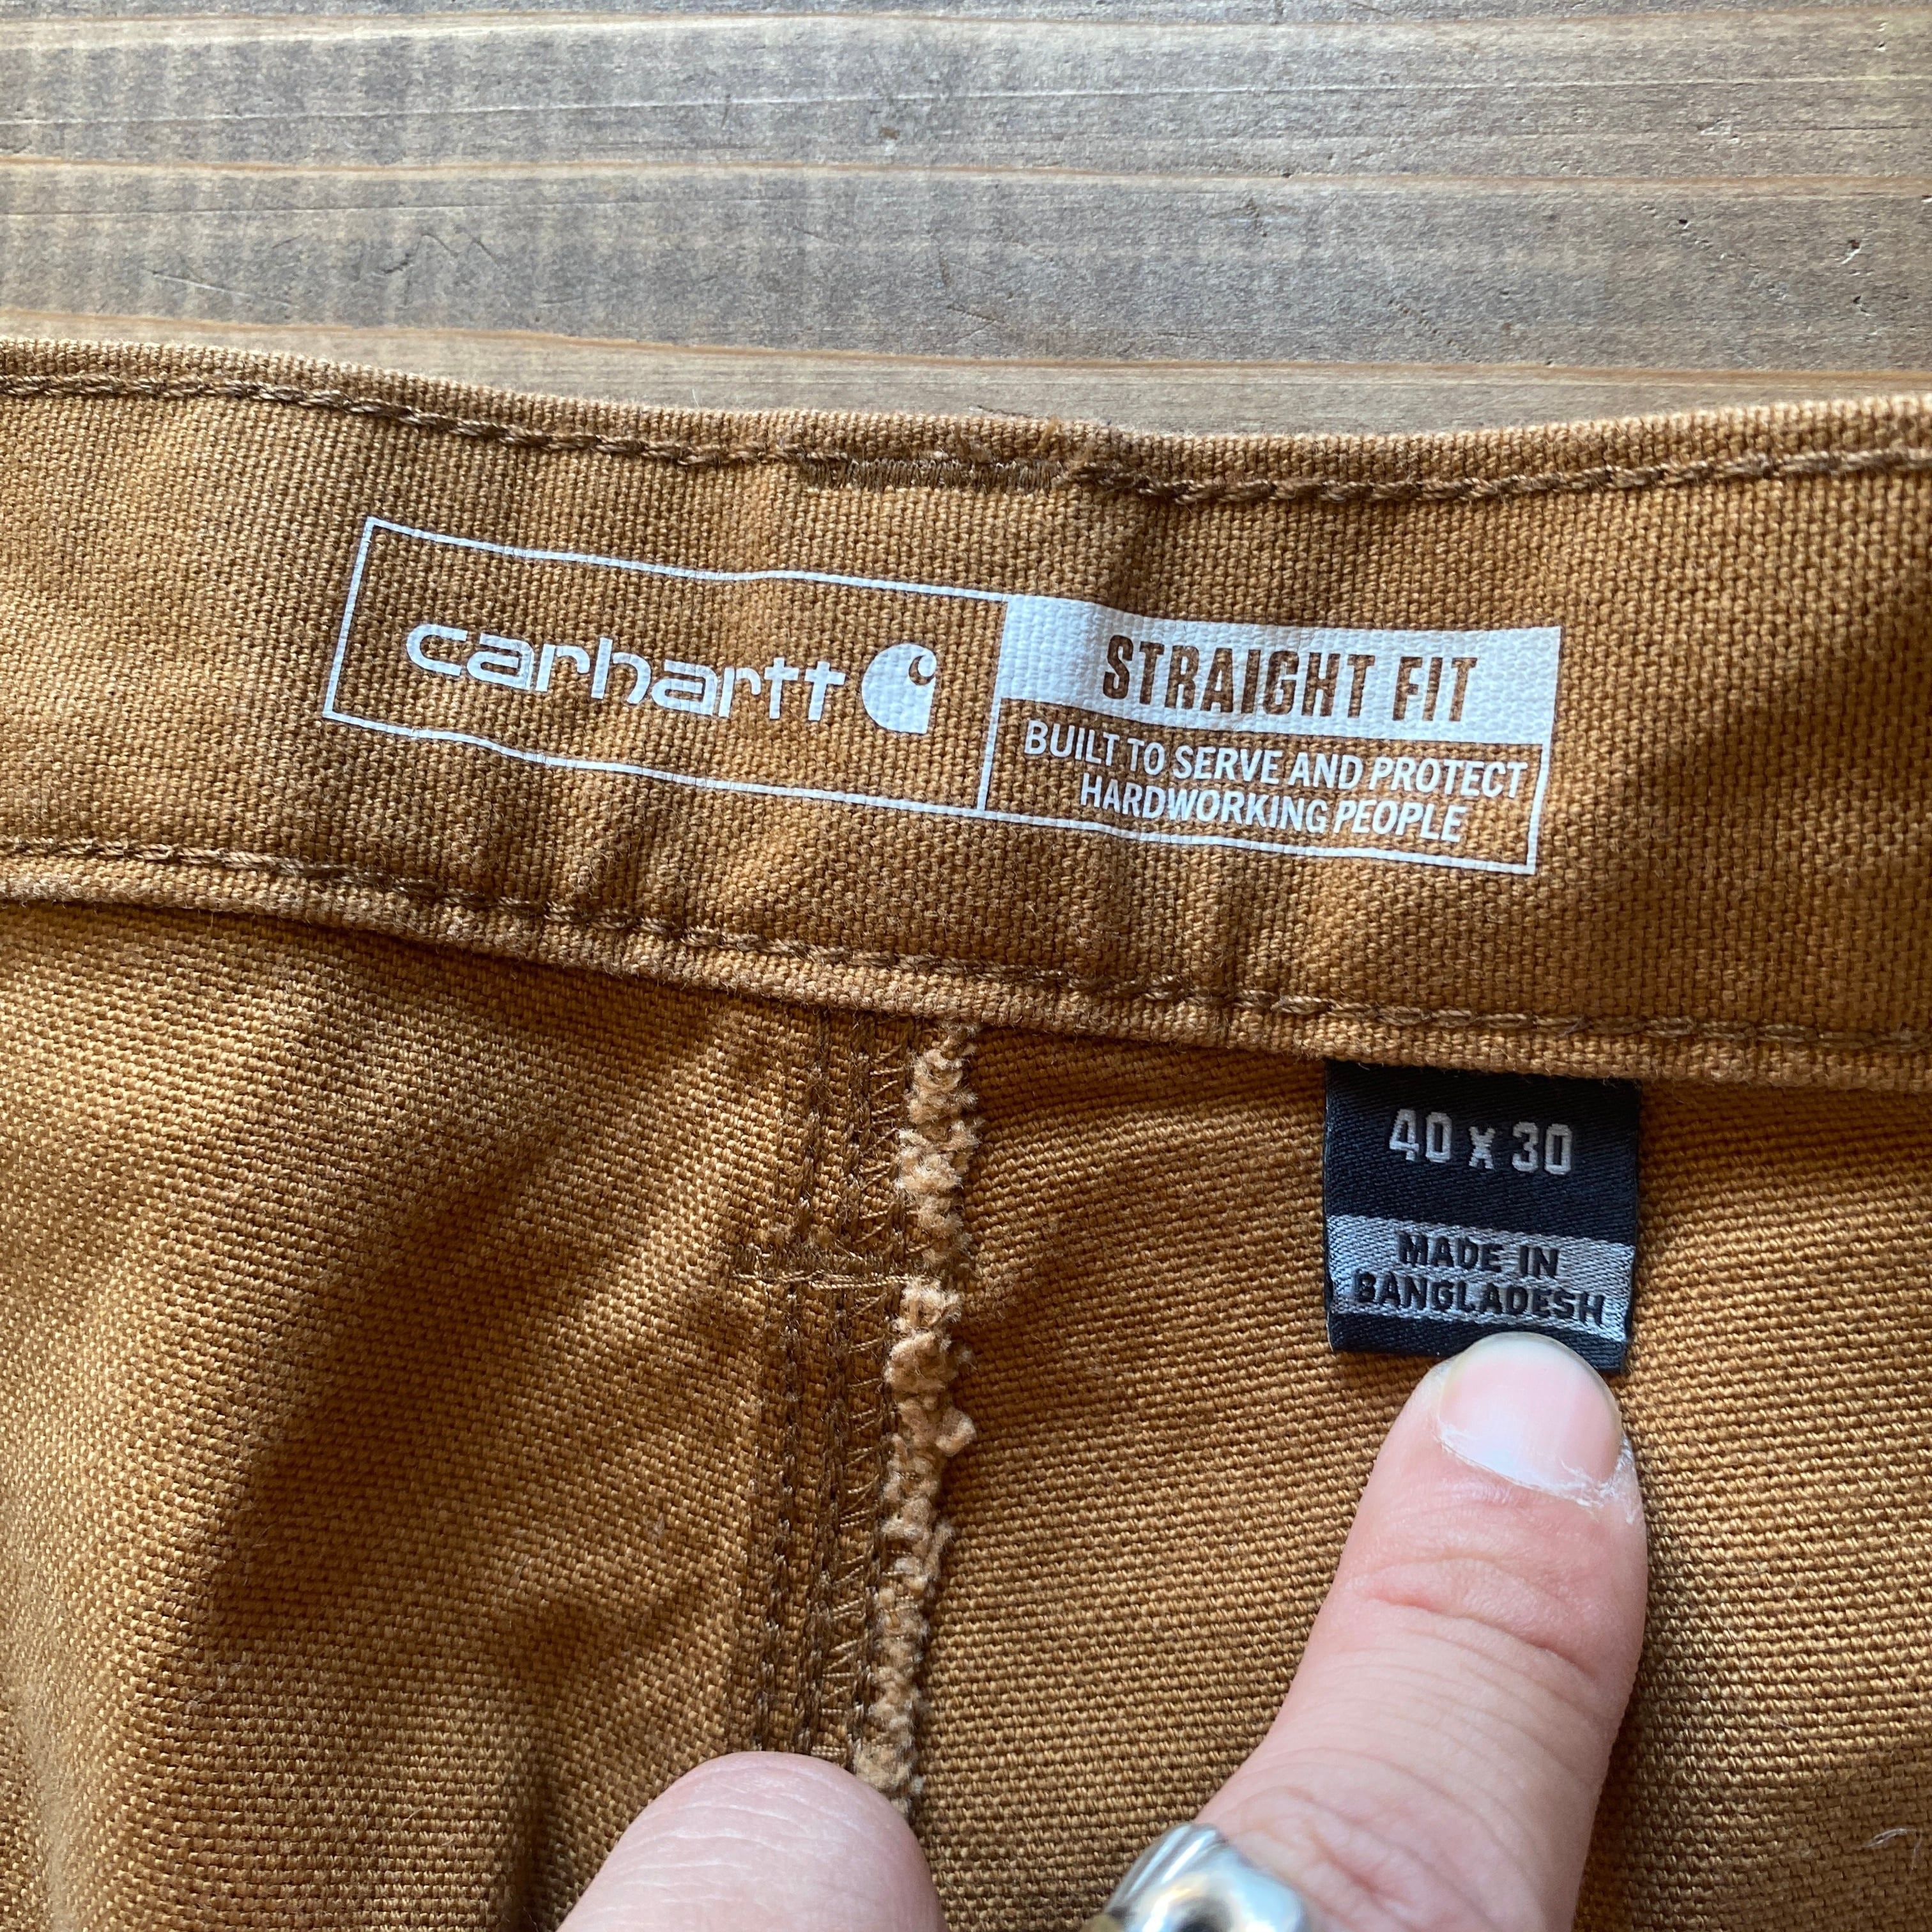 carhartt
STRAIGHT FIT
BUILT TO SERVE AND PROTECT
HARDWORKING PEOPLE
40 x 30
MADE IN
BANGLADESH